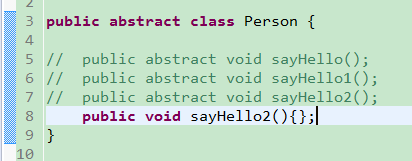 2
3 public abstract class Person {
4
5 //  public abstract void sayHello();
6 //  public abstract void sayHello1();
7 //  public abstract void sayHello2();
8     public void sayHello2(){};
9 }
10